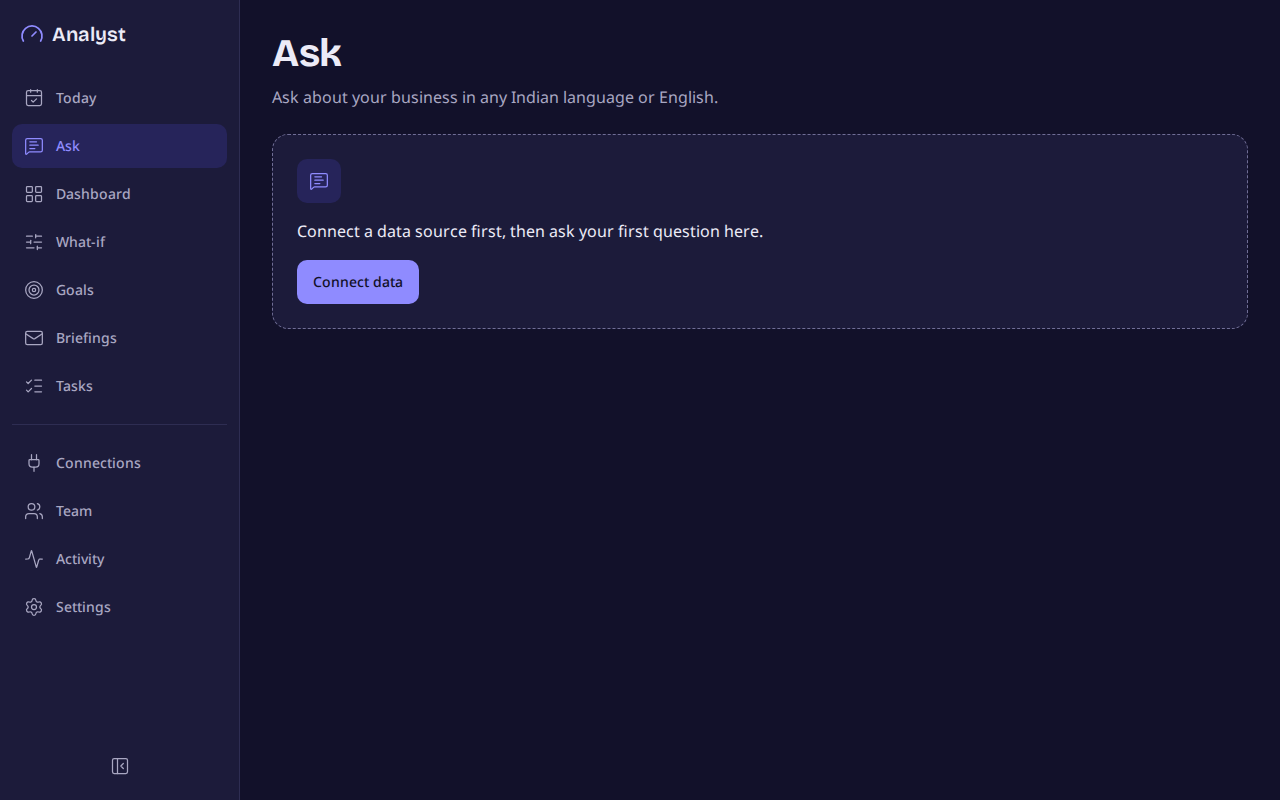 Analyst
Today
Ask
Dashboard
What-if
Goals
Briefings
Tasks
Connections
Team
Activity
Settings
Ask
Ask about your business in any Indian language or English.
Connect a data source first, then ask your first question here.
Connect data